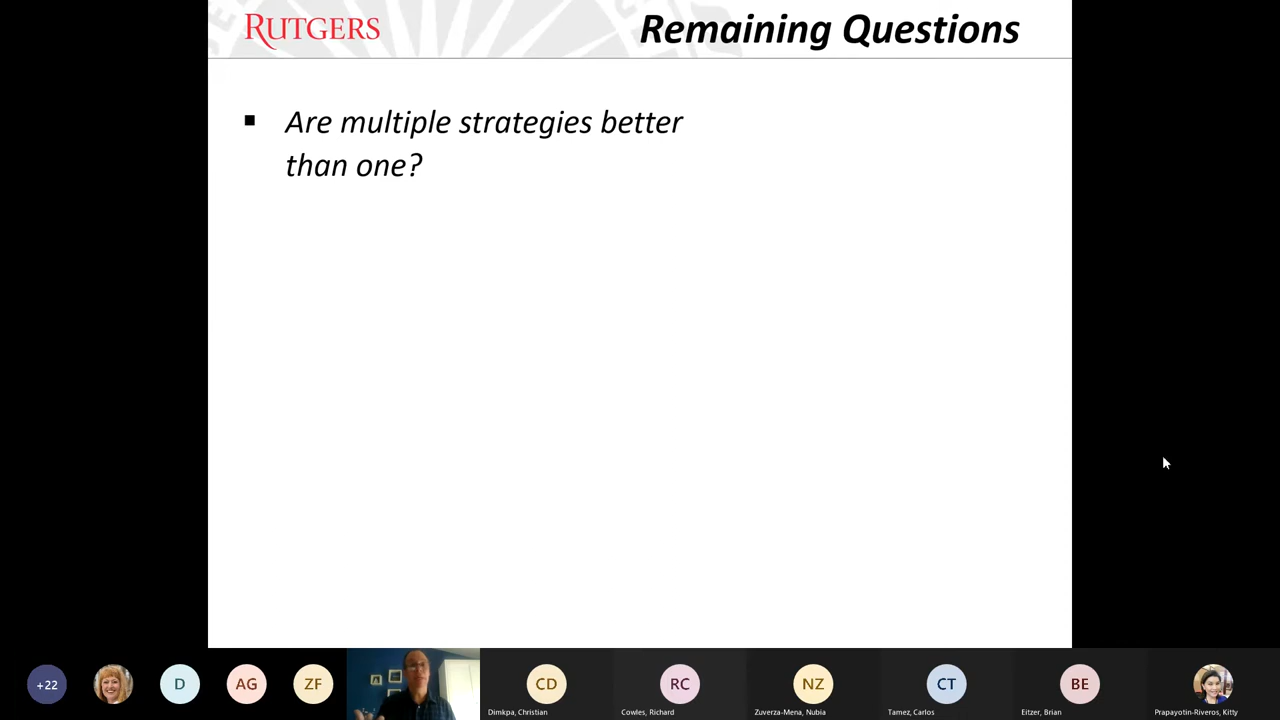 RUTGERS
Remaining Questions
▪ Are multiple strategies better
than one?
+22
D
AG
ZF
CD
RC
NZ
CT
BE
Dimkpa, Christian
Cowles, Richard
Zuverza-Mena, Nubia
Tamez, Carlos
Eitzer, Brian
Prapayotin-Riveros, Kitty